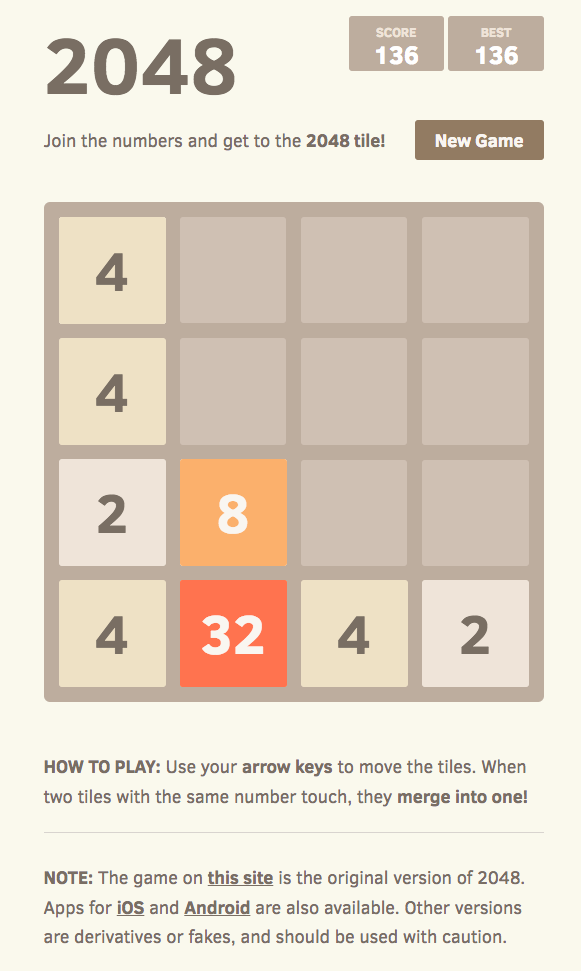 2048
SCORE
136
BEST
136
Join the numbers and get to the 2048 tile!
New Game
4
4
2 8
4 32 4 2
HOW TO PLAY: Use your arrow keys to move the tiles. When
two tiles with the same number touch, they merge into one!
NOTE: The game on this site is the original version of 2048.
Apps for iOS and Android are also available. Other versions
are derivatives or fakes, and should be used with caution.